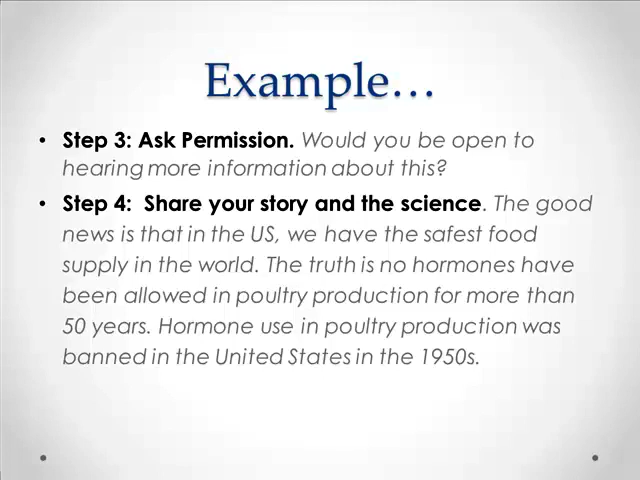 Example…
• Step 3: Ask Permission. Would you be open to
hearing more information about this?
• Step 4:  Share your story and the science. The good
news is that in the US, we have the safest food
supply in the world. The truth is no hormones have
been allowed in poultry production for more than
50 years. Hormone use in poultry production was
banned in the United States in the 1950s.